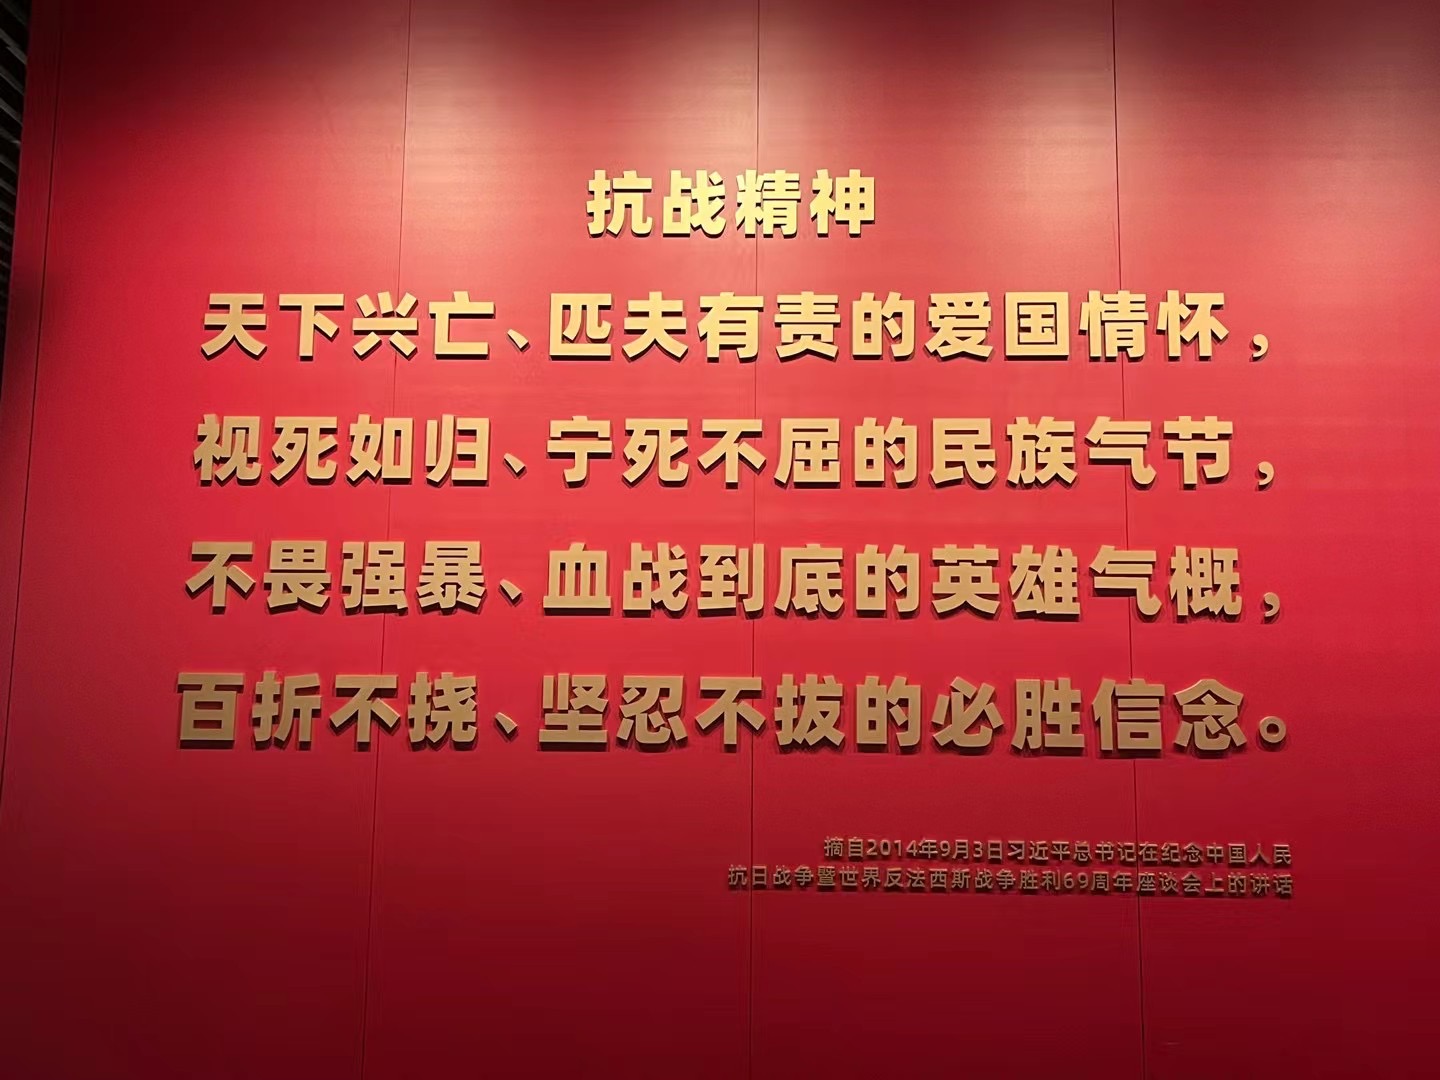 抗战精神
天下兴亡、匹夫有责的爱国情怀，
视死如归、宁死不屈的民族气节，
不畏强暴、血战到底的英雄气概，
百折不挠、坚忍不拔的必胜信念。
摘自2014年9月3日习近平总书记在纪念中国人民
抗日战争暨世界反法西斯战争胜利69周年座谈会上的讲话